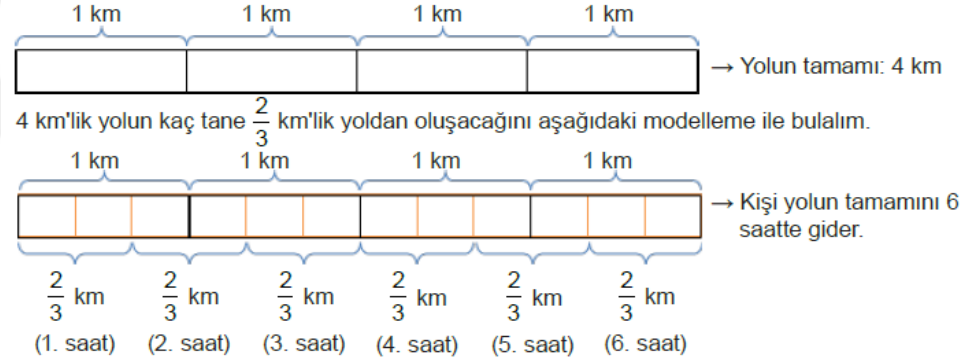 1 km 1 km 1 km 1 km
→ Yolun tamamı: 4 km
4 km'lik yolun kaç tane 2/3 km'lik yoldan oluşacağını aşağıdaki modelleme ile bulalım.
1 km 1 km 1 km 1 km
→ Kişi yolun tamamını 6
saatte gider.
2/3 km 2/3 km 2/3 km 2/3 km 2/3 km 2/3 km
(1. saat) (2. saat) (3. saat) (4. saat) (5. saat) (6. saat)